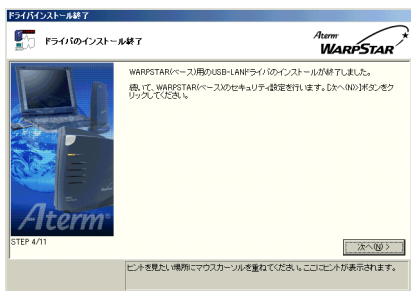 ドライバインストール終了
ドライバのインストール終了
Aterm
WARPSTAR
WARPSTAR(ベース)用のUSB-LANドライバのインストールが終了しました。
続いて、WARPSTAR(ベース)のセキュリティ設定を行います。[次へ(N)>]ボタンをク
リックしてください。
Aterm
STEP 4/11
次へ(N) >
ヒントを見たい場所にマウスカーソルを重ねてください。ここにヒントが表示されます。